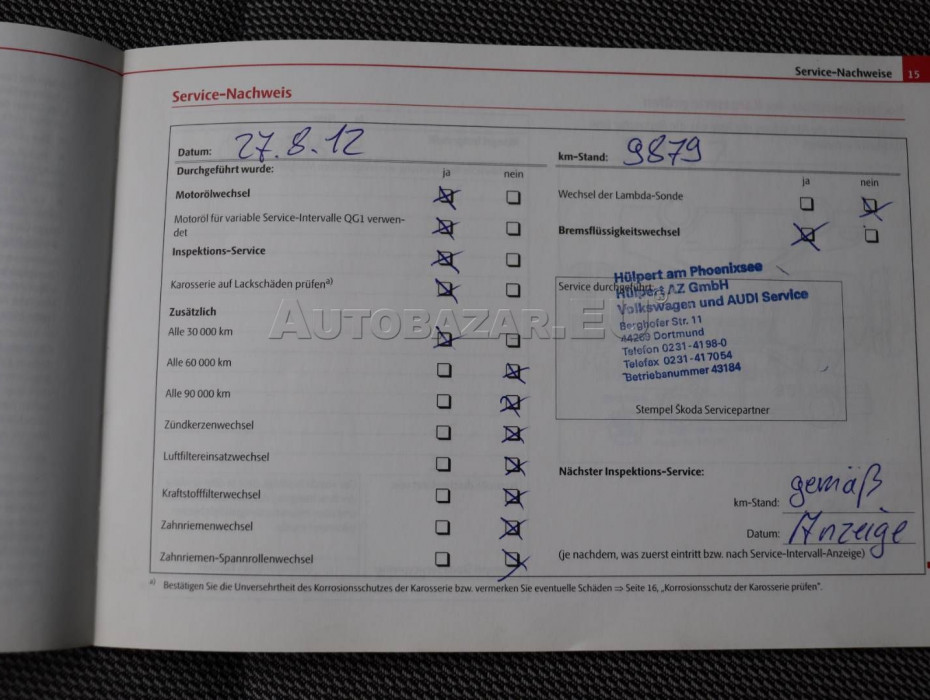 Service-Nachweise 15
Service-Nachweis
Datum: 27.8.12
km-Stand: 9879
Durchgeführt wurde:
ja nein
Motorölwechsel
Motoröl für variable Service-Intervalle QG1 verwen-
det
Inspektions-Service
Karosserie auf Lackschäden prüfen a)
Zusätzlich
Alle 30 000 km
Alle 60 000 km
Alle 90 000 km
Zündkerzenwechsel
Luftfiltereinsatzwechsel
Kraftstofffilterwechsel
Zahnriemenwechsel
Zahnriemen-Spannrollenwechsel
ja nein
Wechsel der Lambda-Sonde
Bremsflüssigkeitswechsel
Service durchgeführt:
Hülpert am Phoenixsee
Hülpert AZ GmbH
Volkswagen und AUDI Service
Berghofer Str. 11
44269 Dortmund
Telefon 0231-4198-0
Telefax 0231-417054
Betriebanummer 43184
Stempel Škoda Servicepartner
Nächster Inspektions-Service:
km-Stand: gemäß
Datum: Anzeige
(je nachdem, was zuerst eintritt bzw. nach Service-Intervall-Anzeige)
a) Bestätigen Sie die Unversehrtheit des Korrosionsschutzes der Karosserie bzw. vermerken Sie eventuelle Schäden ⇒ Seite 16, „Korrosionsschutz der Karosserie prüfen".
AUTOBAZAR.EU